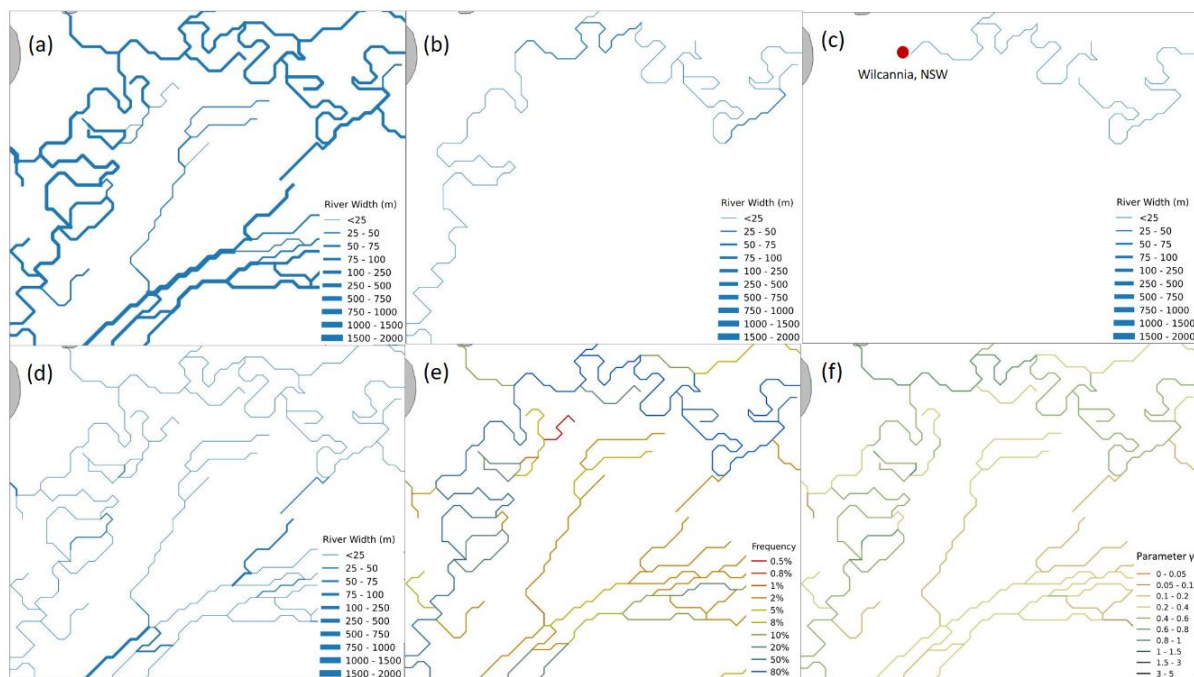 (a)
River Width (m)
<25
25 - 50
50 - 75
75 - 100
100 - 250
250 - 500
500 - 750
750 - 1000
1000 - 1500
1500 - 2000
(b)
River Width (m)
<25
25 - 50
50 - 75
75 - 100
100 - 250
250 - 500
500 - 750
750 - 1000
1000 - 1500
1500 - 2000
(c)
Wilcannia, NSW
River Width (m)
<25
25 - 50
50 - 75
75 - 100
100 - 250
250 - 500
500 - 750
750 - 1000
1000 - 1500
1500 - 2000
(d)
River Width (m)
<25
25 - 50
50 - 75
75 - 100
100 - 250
250 - 500
500 - 750
750 - 1000
1000 - 1500
1500 - 2000
(e)
Frequency
0.5%
0.8%
1%
2%
5%
8%
10%
20%
50%
80%
(f)
Parameter γ
0 - 0.05
0.05 - 0.1
0.1 - 0.2
0.2 - 0.4
0.4 - 0.6
0.6 - 0.8
0.8 - 1
1 - 1.5
1.5 - 3
3 - 5